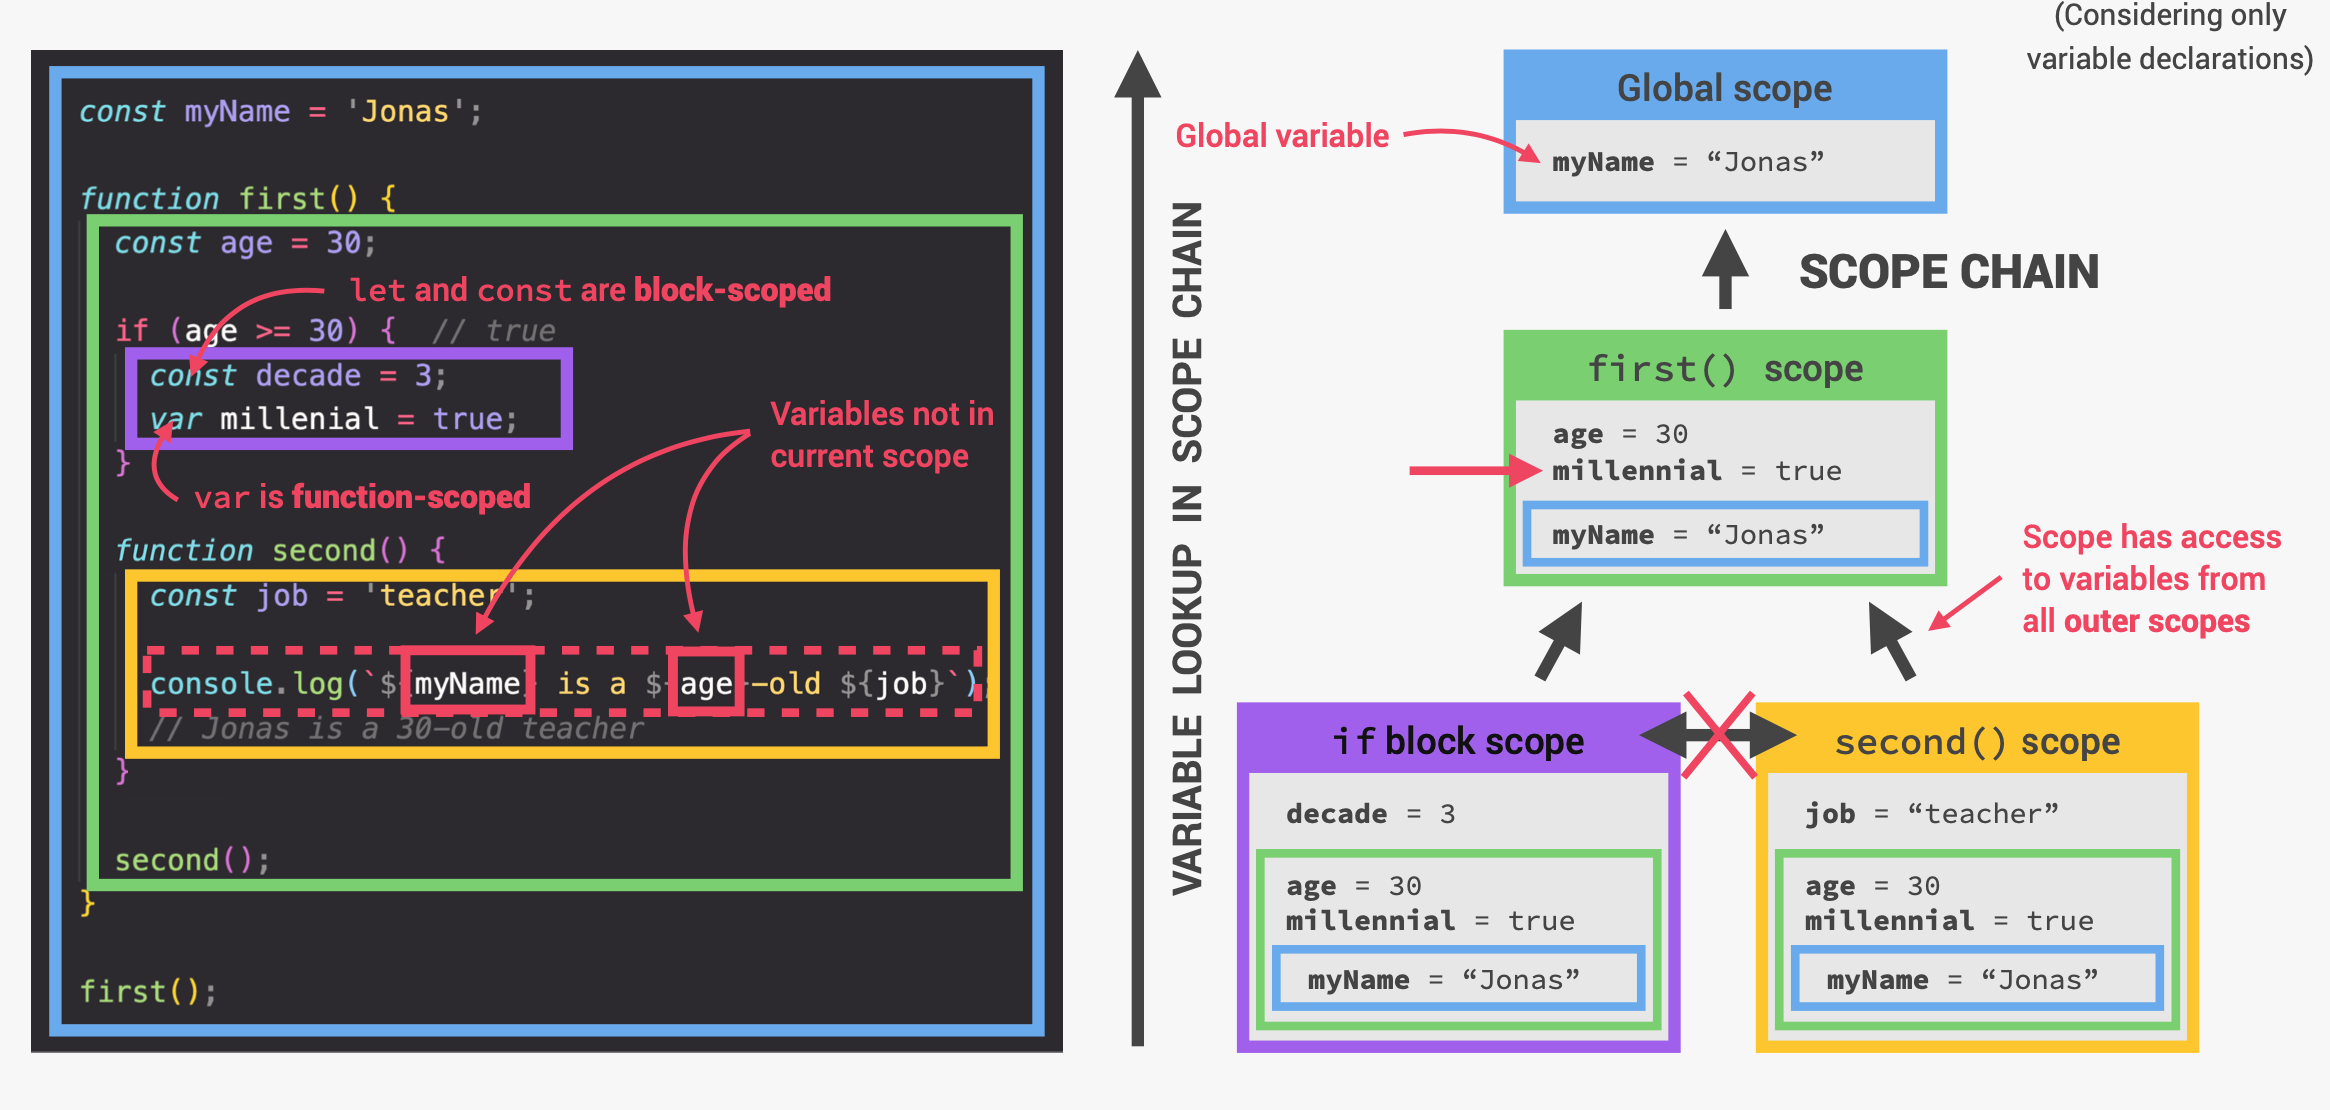 (Considering only
variable declarations)
const myName = 'Jonas';
function first() {
const age = 30;
let and const are block-scoped
if (age >= 30) { // true
const decade = 3;
var millenial = true;
}
var is function-scoped
Variables not in
current scope
function second() {
const job = 'teacher';
console.log(`${myName} is a ${age}-old ${job}`);
// Jonas is a 30-old teacher
}
second();
}
first();
VARIABLE LOOKUP IN SCOPE CHAIN
Global variable
Global scope
myName = “Jonas”
SCOPE CHAIN
first() scope
age = 30
millennial = true
myName = “Jonas”
Scope has access
to variables from
all outer scopes
if block scope
decade = 3
age = 30
millennial = true
myName = “Jonas”
second() scope
job = “teacher”
age = 30
millennial = true
myName = “Jonas”